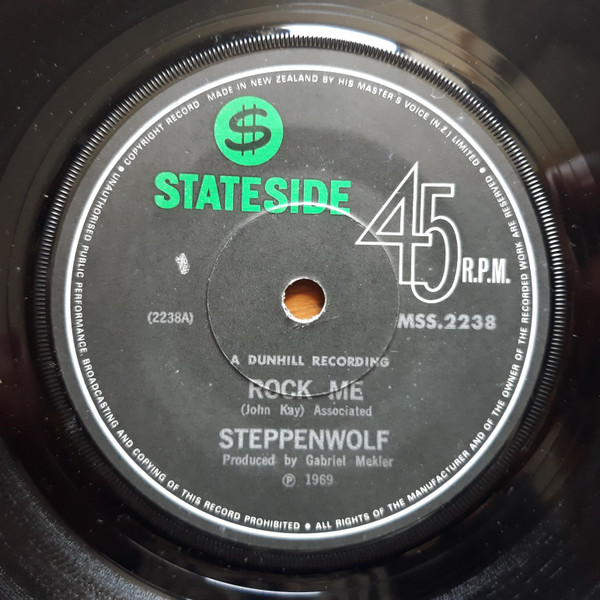 UNAUTHORISED PUBLIC PERFORMANCE BROADCASTING AND COPYING OF THIS RECORD PROHIBITED ● ALL RIGHTS OF THE MANUFACTURER AND OF THE OWNER OF THE RECORDED WORK ARE RESERVED ● COPYRIGHT RECORD MADE IN NEW ZEALAND BY HIS MASTER'S VOICE (N.Z.) LIMITED ●
$
STATESIDE
45 R.P.M.
(2238A)
MSS.2238
A DUNHILL RECORDING
ROCK ME
(John Kay) Associated
STEPPENWOLF
Produced by Gabriel Mekler
Ⓟ 1969